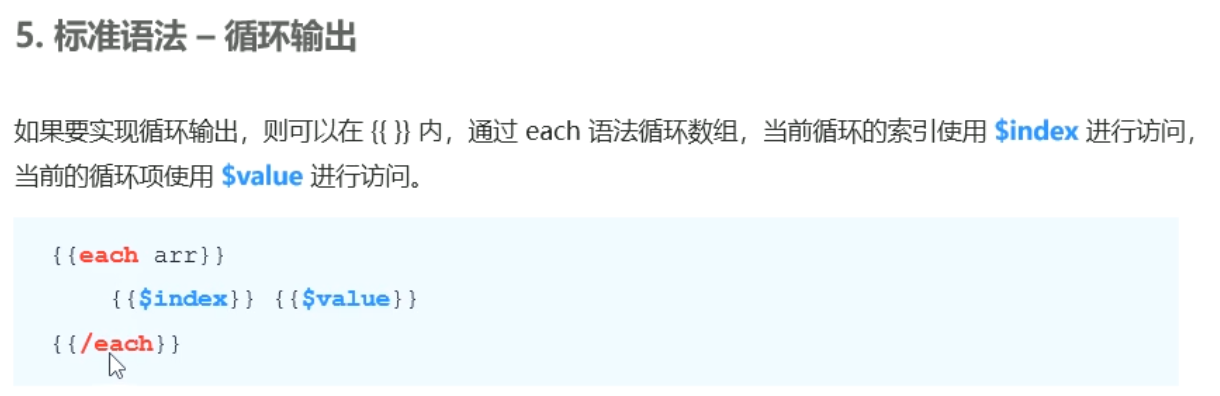 5. 标准语法 – 循环输出
如果要实现循环输出，则可以在 {{ }} 内，通过 each 语法循环数组，当前循环的索引使用 $index 进行访问，
当前的循环项使用 $value 进行访问。
{{each arr}}
{{$index}} {{$value}}
{{/each}}